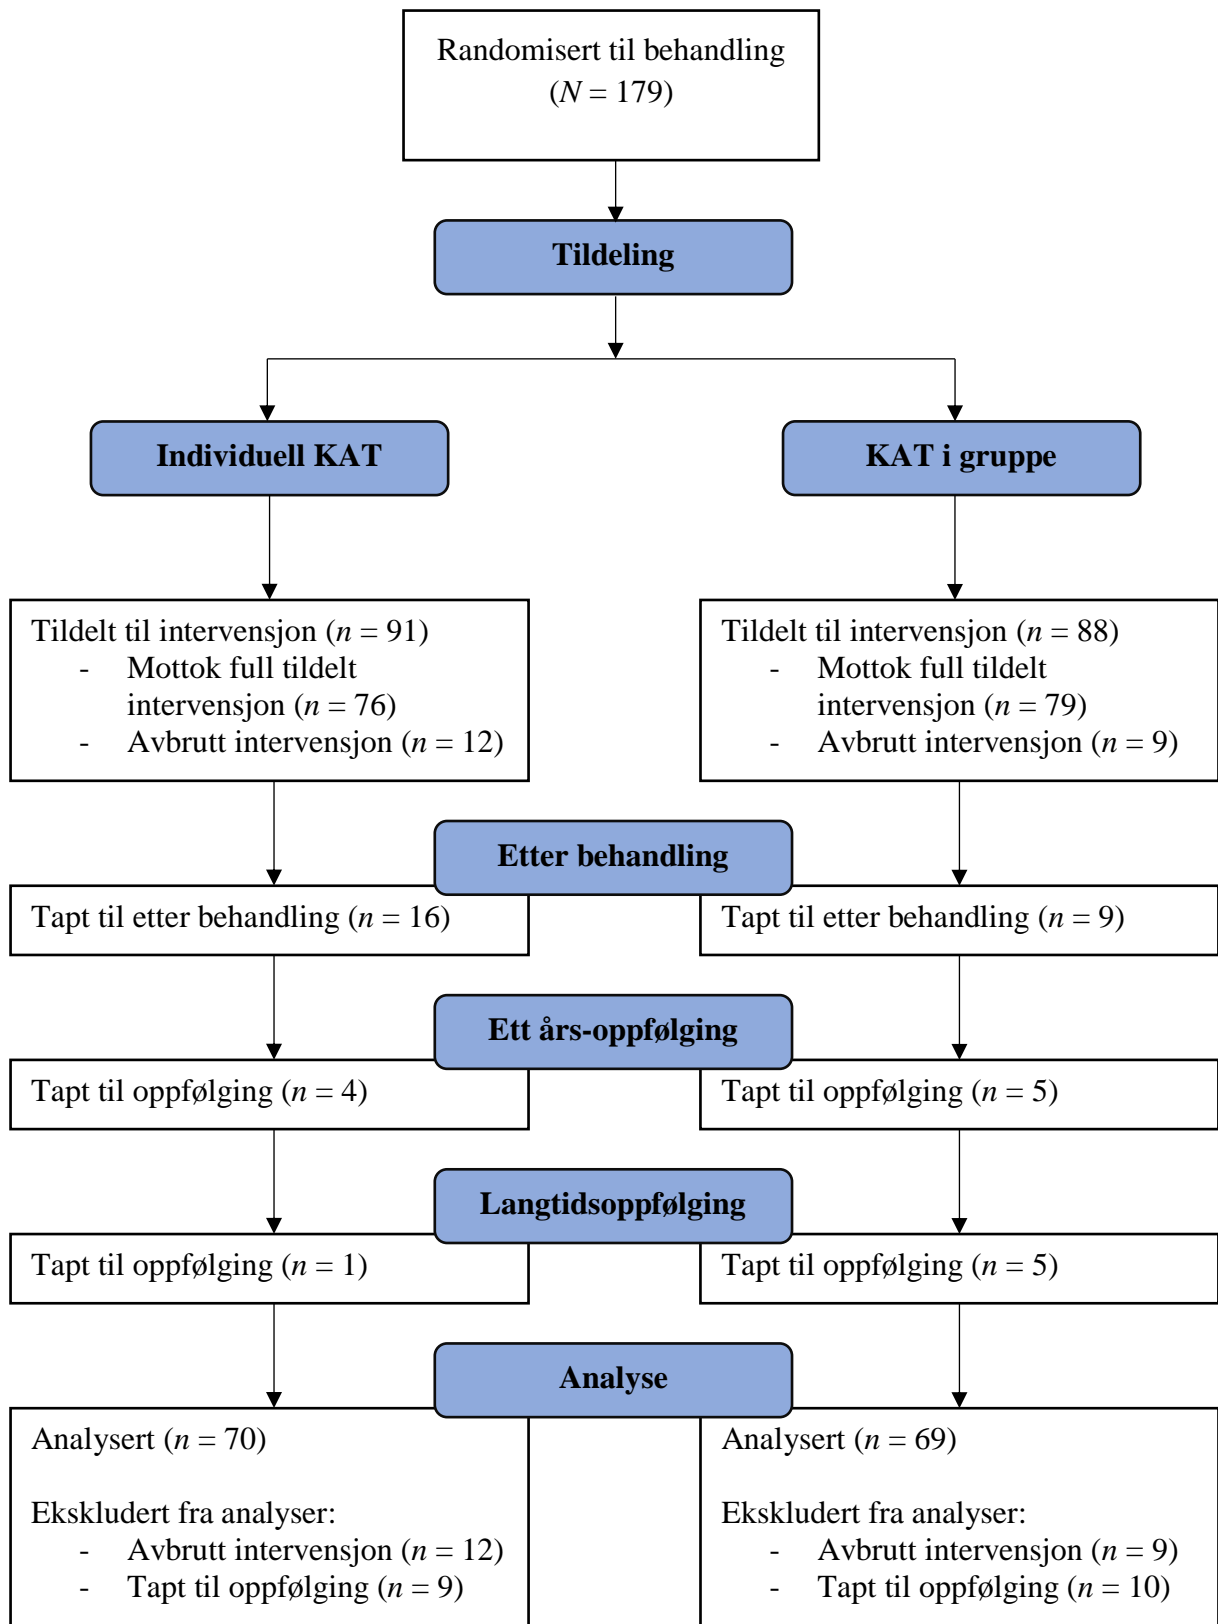 Randomisert til behandling
(N = 179)
Tildeling
Individuell KAT
KAT i gruppe
Tildelt til intervensjon (n = 91)
- Mottok full tildelt
intervensjon (n = 76)
- Avbrutt intervensjon (n = 12)
Tildelt til intervensjon (n = 88)
- Mottok full tildelt
intervensjon (n = 79)
- Avbrutt intervensjon (n = 9)
Etter behandling
Tapt til etter behandling (n = 16)
Tapt til etter behandling (n = 9)
Ett års-oppfølging
Tapt til oppfølging (n = 4)
Tapt til oppfølging (n = 5)
Langtidsoppfølging
Tapt til oppfølging (n = 1)
Tapt til oppfølging (n = 5)
Analyse
Analysert (n = 70)
Ekskludert fra analyser:
- Avbrutt intervensjon (n = 12)
- Tapt til oppfølging (n = 9)
Analysert (n = 69)
Ekskludert fra analyser:
- Avbrutt intervensjon (n = 9)
- Tapt til oppfølging (n = 10)